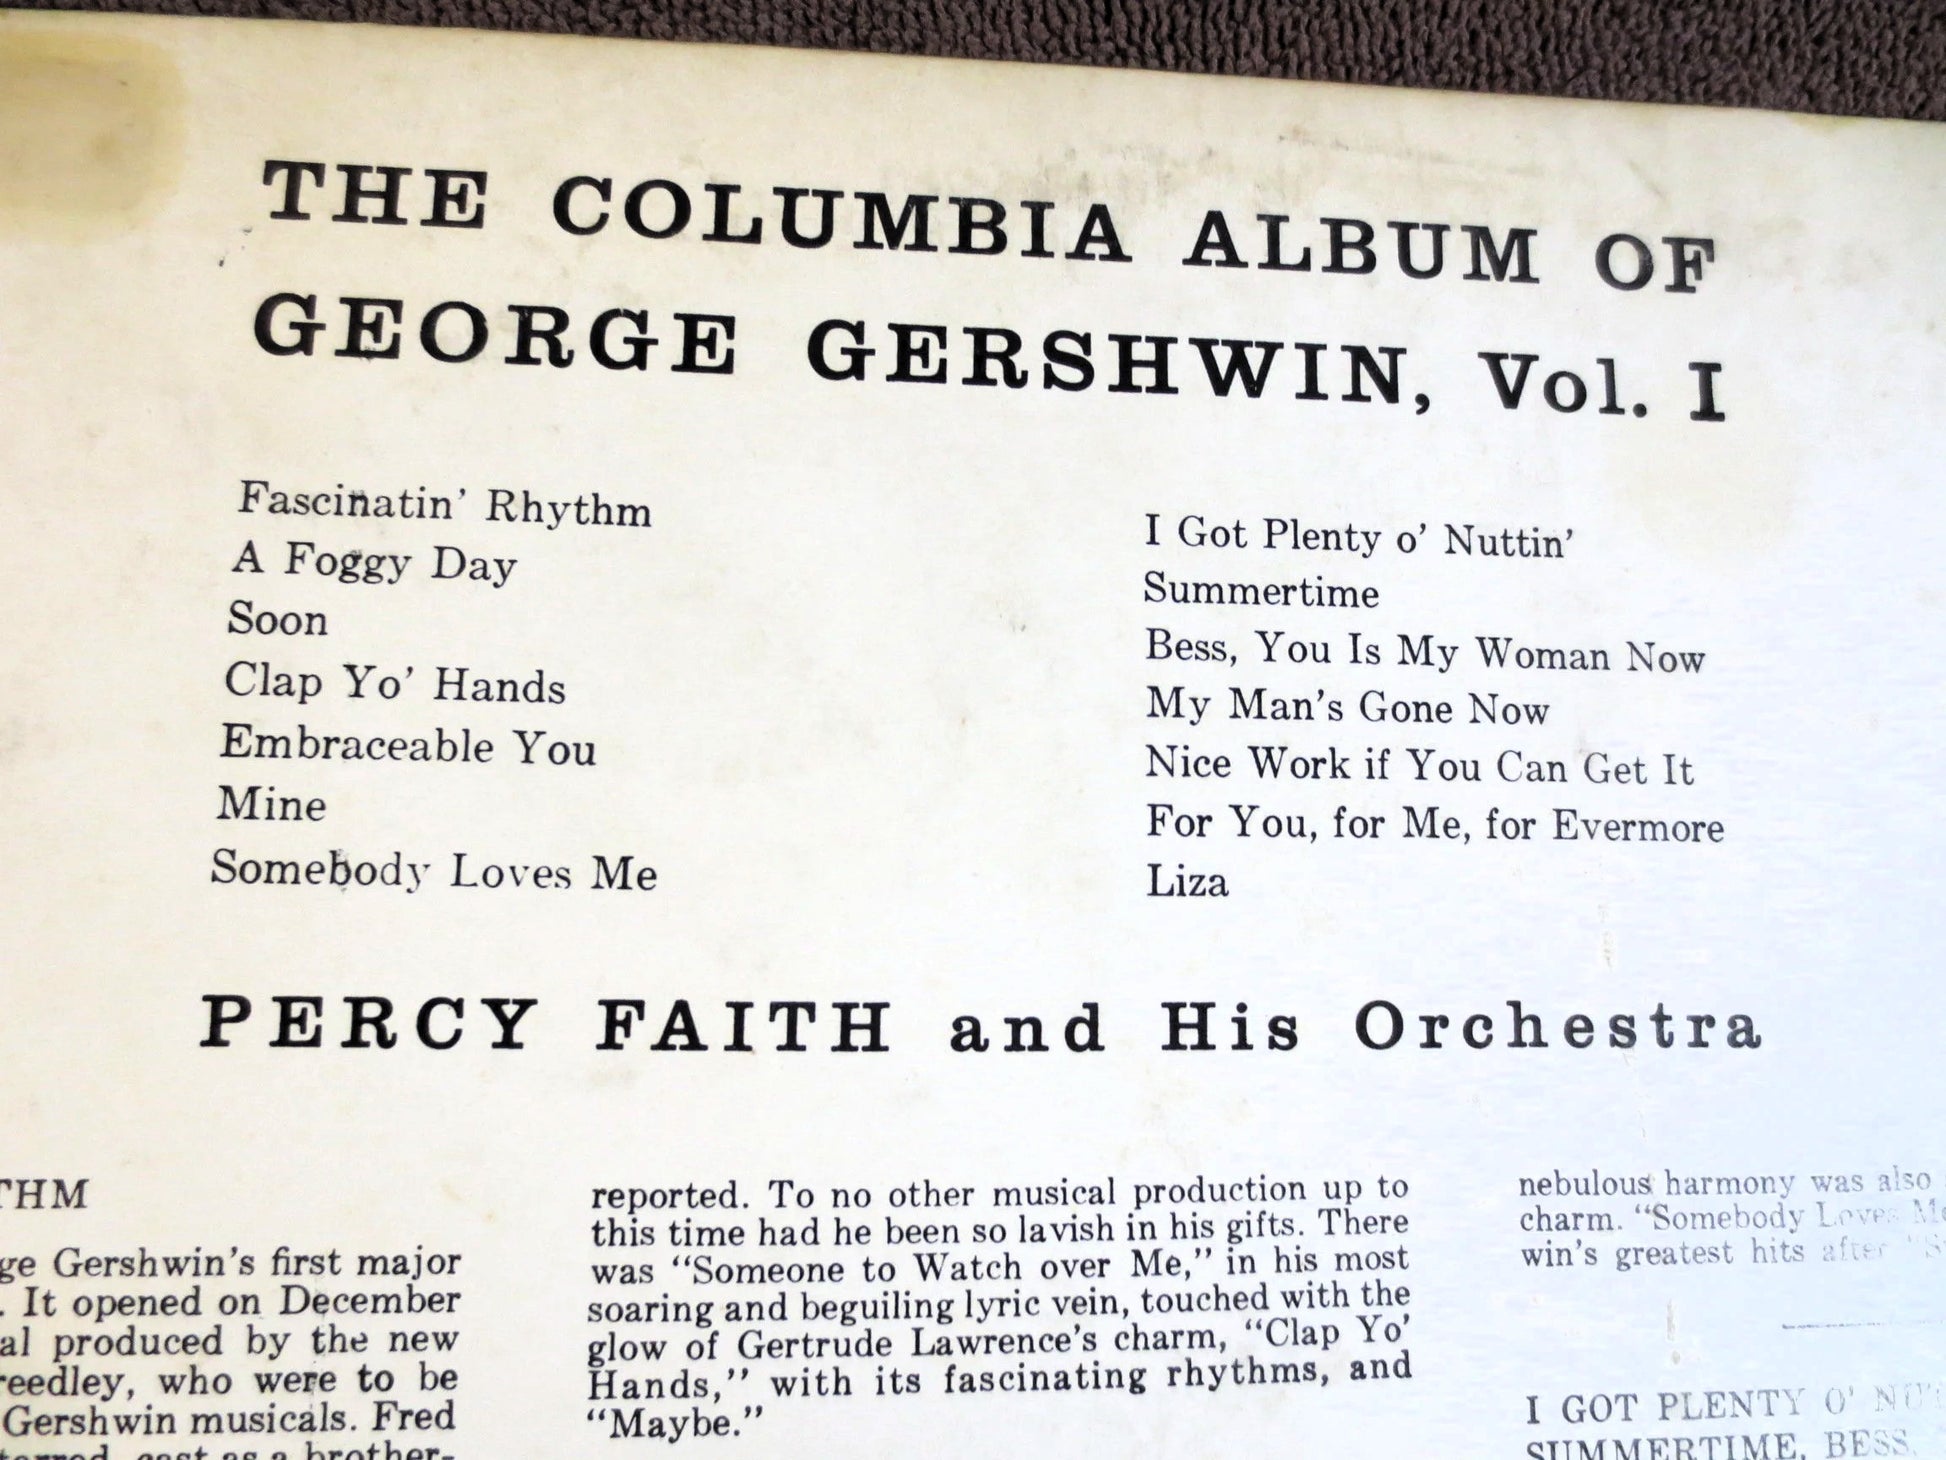 THE COLUMBIA ALBUM OF
GEORGE GERSHWIN, Vol. I
Fascinatin' Rhythm
A Foggy Day
Soon
Clap Yo' Hands
Embraceable You
Mine
Somebody Loves Me
I Got Plenty o' Nuttin'
Summertime
Bess, You Is My Woman Now
My Man's Gone Now
Nice Work if You Can Get It
For You, for Me, for Evermore
Liza
PERCY FAITH and His Orchestra
THM
ge Gershwin's first major
. It opened on December
al produced by the new
reedley, who were to be
Gershwin musicals. Fred
cast as a brother-
reported. To no other musical production up to
this time had he been so lavish in his gifts. There
was "Someone to Watch over Me," in his most
soaring and beguiling lyric vein, touched with the
glow of Gertrude Lawrence's charm, "Clap Yo'
Hands," with its fascinating rhythms, and
"Maybe."
nebulous harmony was also
charm. "Somebody Loves
win's greatest hits after
I GOT PLENTY O'
SUMMERTIME, BESS,